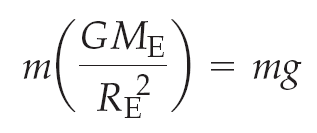 m(GM_E / R_E^2) = mg